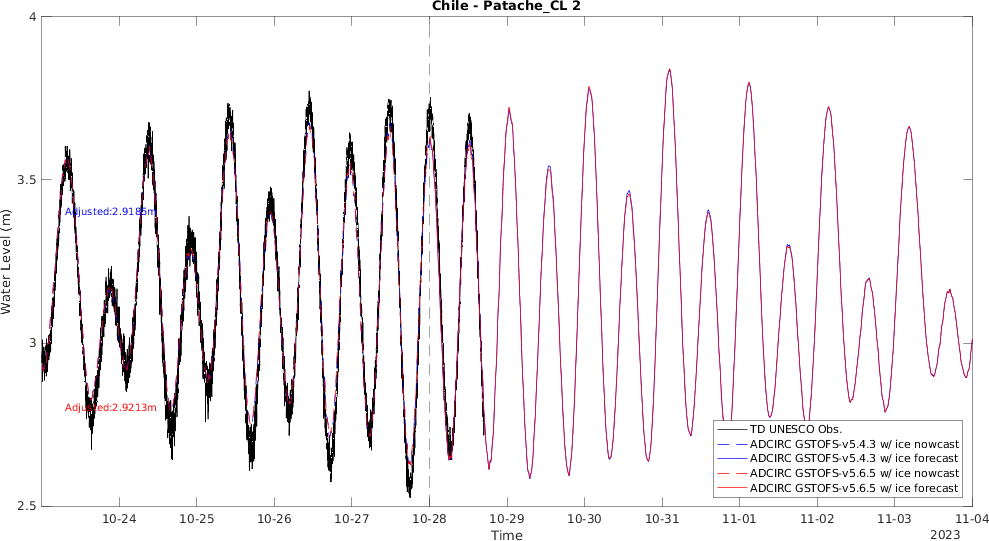 Chile - Patache_CL 2
4
3.5
3
2.5
Water Level (m)
Adjusted:2.9185m
Adjusted:2.9213m
TD UNESCO Obs.
ADCIRC GSTOFS-v5.4.3 w/ ice nowcast
ADCIRC GSTOFS-v5.4.3 w/ ice forecast
ADCIRC GSTOFS-v5.6.5 w/ ice nowcast
ADCIRC GSTOFS-v5.6.5 w/ ice forecast
10-24 10-25 10-26 10-27 10-28 10-29 10-30 10-31 11-01 11-02 11-03 11-04
Time
2023